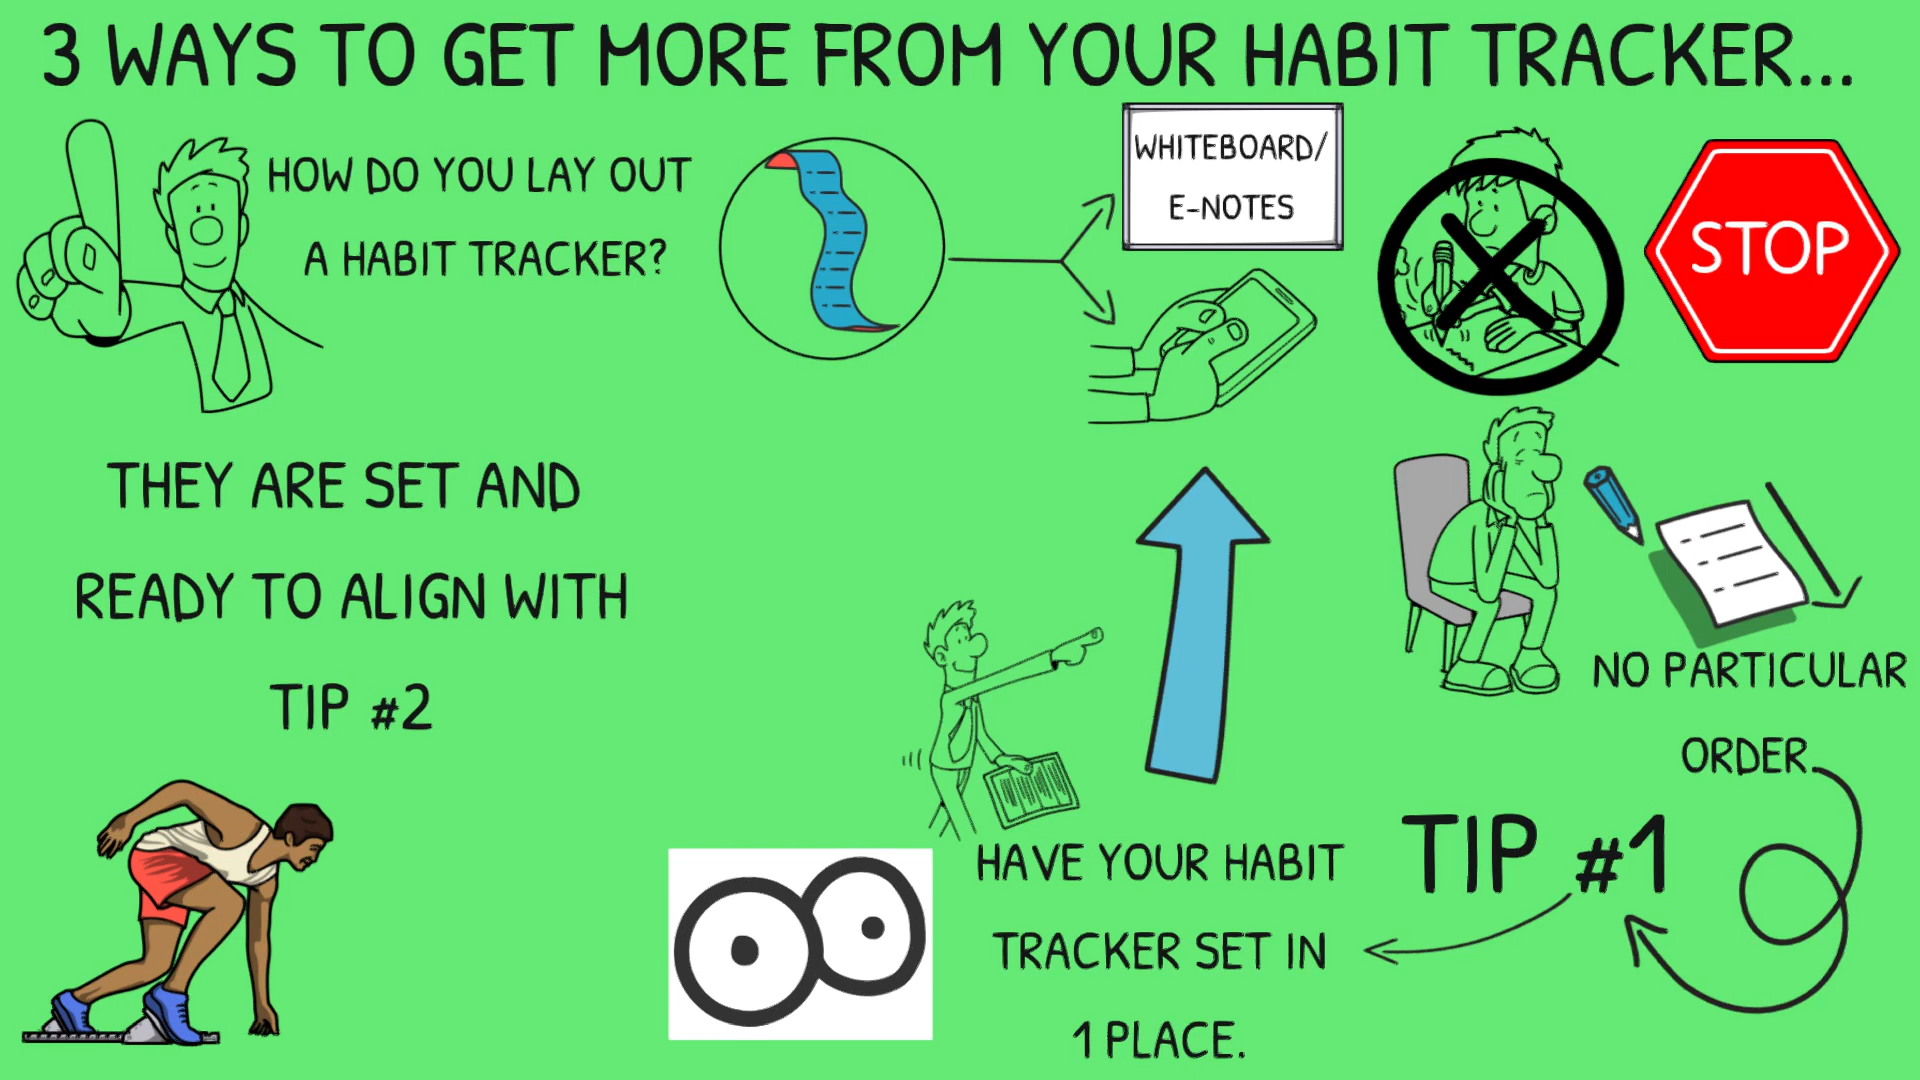 3 WAYS TO GET MORE FROM YOUR HABIT TRACKER...
HOW DO YOU LAY OUT
A HABIT TRACKER?
WHITEBOARD/
E-NOTES
STOP
NO PARTICULAR
ORDER.
TIP #1
HAVE YOUR HABIT
TRACKER SET IN
1 PLACE.
THEY ARE SET AND
READY TO ALIGN WITH
TIP #2